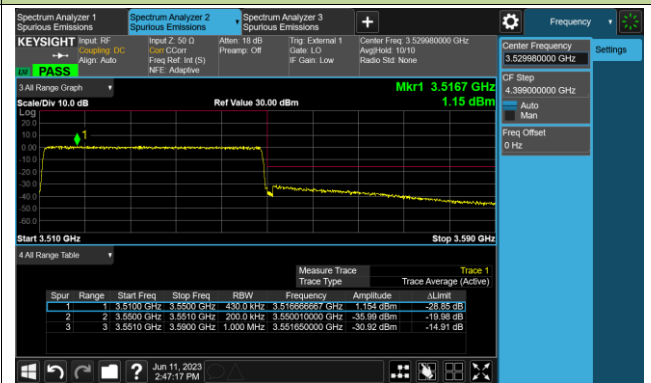 Spectrum Analyzer 1
Spurious Emissions
Spectrum Analyzer 2
Spurious Emissions
Spectrum Analyzer 3
Spurious Emissions
Frequency
KEYSIGHT
Input: RF
Coupling: DC
Align: Auto
Input Z: 50 Ω
Corr CCorr
Freq Ref: Int (S)
NFE: Adaptive
Atten: 18 dB
Preamp: Off
Trig: External 1
Gate: LO
IF Gain: Low
Center Freq: 3.529980000 GHz
Avg|Hold: 10/10
Radio Std: None
PASS
Center Frequency
3.529980000 GHz
Settings
CF Step
4.399000000 GHz
Auto
Man
Freq Offset
0 Hz
3 All Range Graph
Mkr1 3.5167 GHz
Scale/Div 10.0 dB
Ref Value 30.00 dBm
1.15 dBm
Log
20.0
10.0
0.00
-10.0
-20.0
-30.0
-40.0
-50.0
-60.0
1
Start 3.510 GHz
Stop 3.590 GHz
4 All Range Table
Measure Trace Trace 1
Trace Type Trace Average (Active)
Spur Range Start Freq Stop Freq RBW Frequency Amplitude ΔLimit
1 1 3.5100 GHz 3.5500 GHz 430.0 kHz 3.516666667 GHz 1.154 dBm -28.85 dB
2 2 3.5500 GHz 3.5510 GHz 200.0 kHz 3.550010000 GHz -35.99 dBm -19.98 dB
3 3 3.5510 GHz 3.5900 GHz 1.000 MHz 3.551650000 GHz -30.92 dBm -14.91 dB
Jun 11, 2023
2:47:17 PM